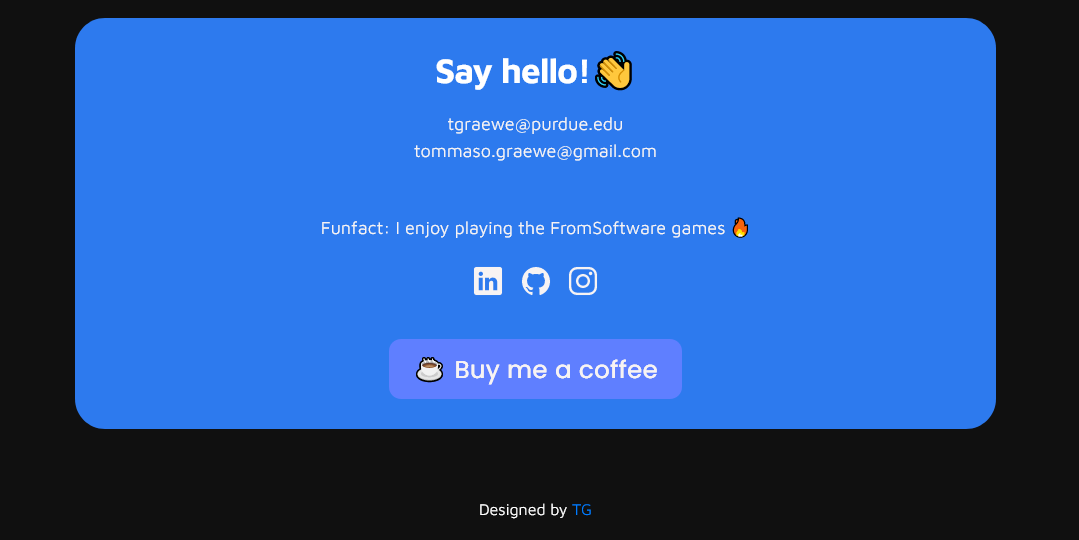 Say hello!👋
tgraewe@purdue.edu
tommaso.graewe@gmail.com
Funfact: I enjoy playing the FromSoftware games 🔥
in
☕ Buy me a coffee
Designed by TG